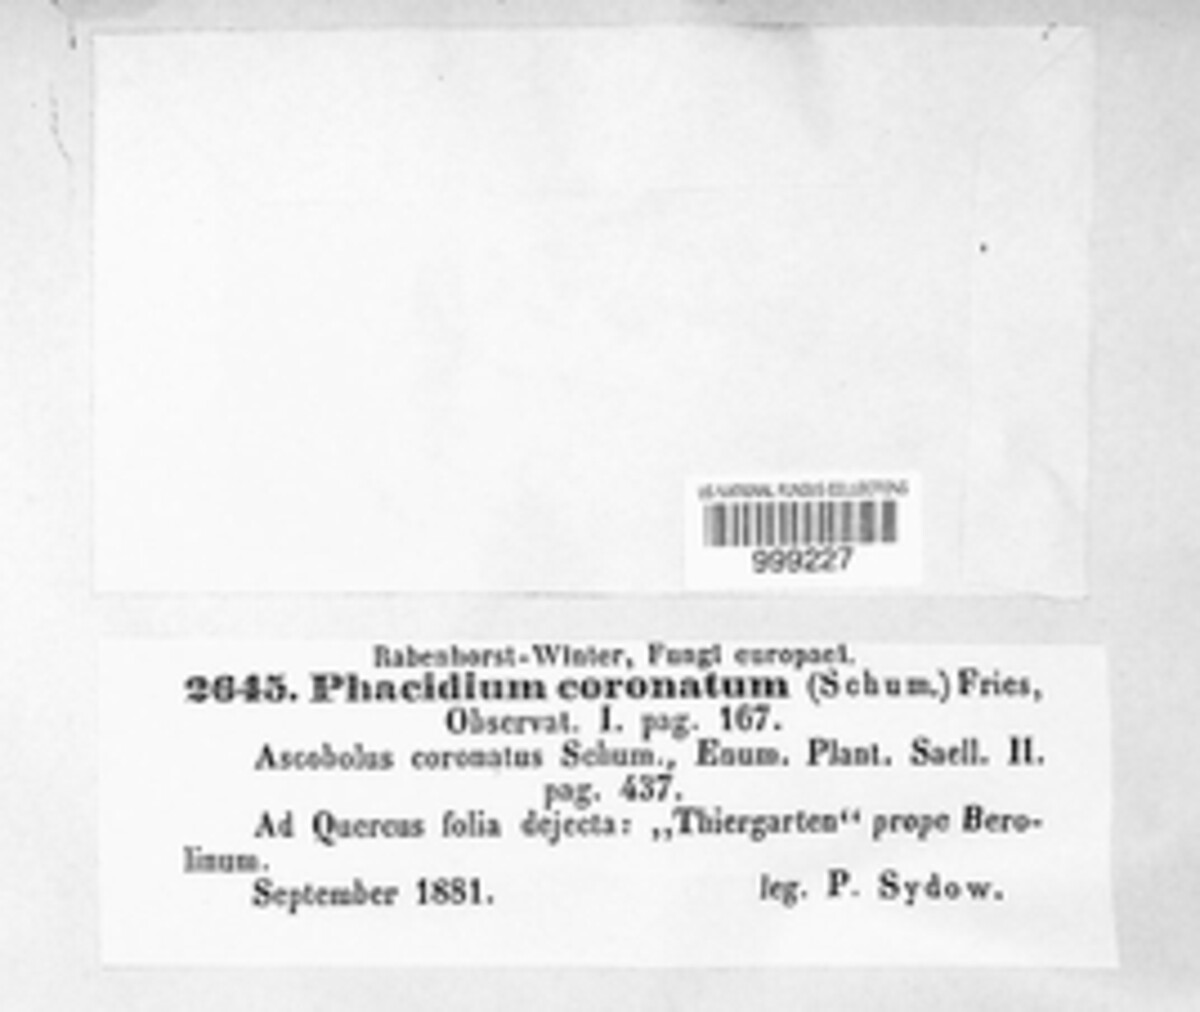 US NATIONAL FUNGUS COLLECTIONS
999227
Rabenhorst-Winter, Fungi europaei.
2645. Phacidium coronatum (Schum.) Fries,
Observat. I. pag. 167.
Ascobolus coronatus Schum., Enum. Plant. Saell. II.
pag. 437.
Ad Quercus folia dejecta: „Thiergarten“ prope Bero-
linum.
September 1881. leg. P. Sydow.